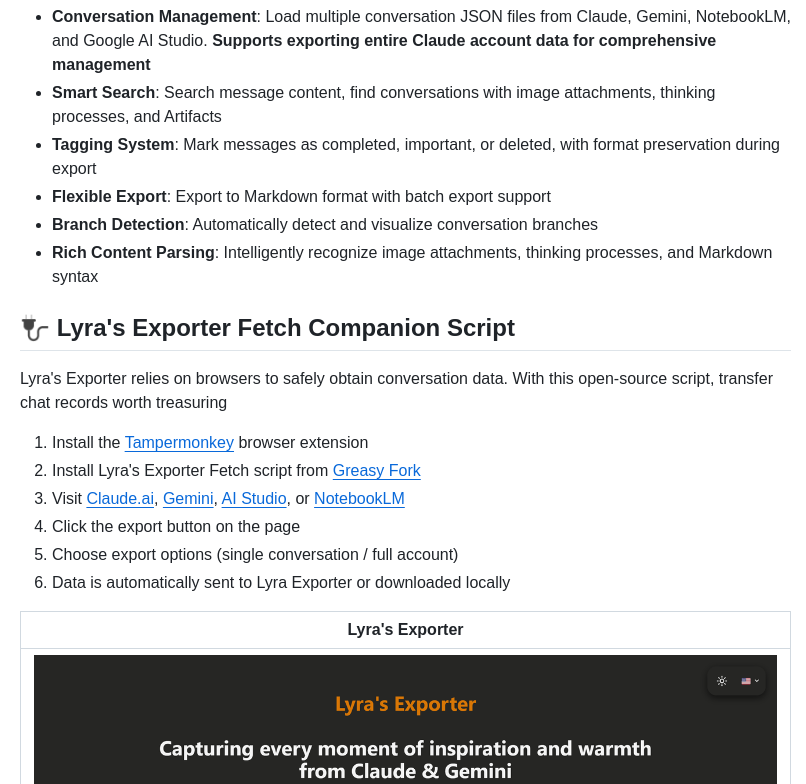 Conversation Management: Load multiple conversation JSON files from Claude, Gemini, NotebookLM,
and Google AI Studio. Supports exporting entire Claude account data for comprehensive
management
Smart Search: Search message content, find conversations with image attachments, thinking
processes, and Artifacts
Tagging System: Mark messages as completed, important, or deleted, with format preservation during
export
Flexible Export: Export to Markdown format with batch export support
Branch Detection: Automatically detect and visualize conversation branches
Rich Content Parsing: Intelligently recognize image attachments, thinking processes, and Markdown
syntax
Lyra's Exporter Fetch Companion Script
Lyra's Exporter relies on browsers to safely obtain conversation data. With this open-source script, transfer
chat records worth treasuring
1. Install the Tampermonkey browser extension
2. Install Lyra's Exporter Fetch script from Greasy Fork
3. Visit Claude.ai, Gemini, AI Studio, or NotebookLM
4. Click the export button on the page
5. Choose export options (single conversation / full account)
6. Data is automatically sent to Lyra Exporter or downloaded locally
Lyra's Exporter
Lyra's Exporter
Capturing every moment of inspiration and warmth
from Claude & Gemini